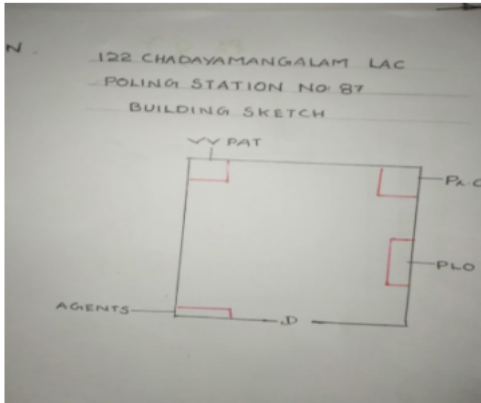 N
122 CHADAYAMANGALAM LAC
POLING STATION NO: 87
BUILDING SKETCH
VV PAT
PLO
AGENTS
D